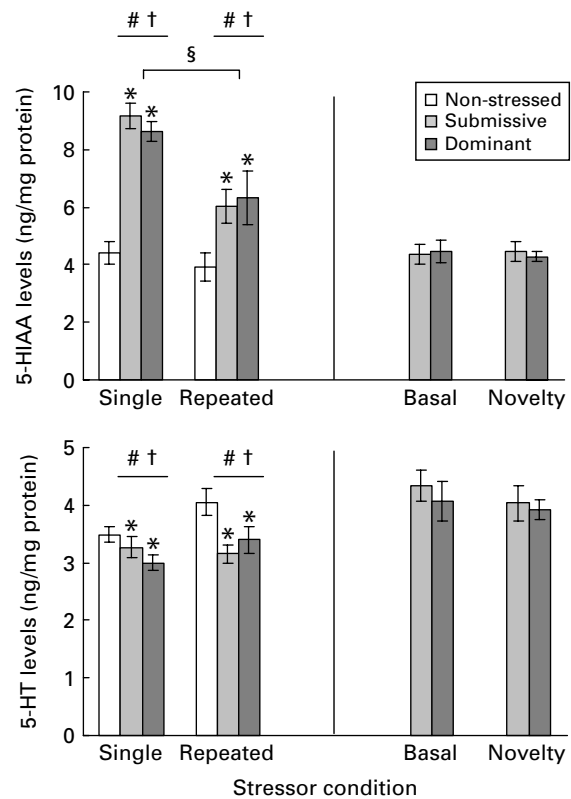 # † # †
§
* * * *
10
8
6
4
2
0
5-HIAA levels (ng/mg protein)
Non-stressed
Submissive
Dominant
Single Repeated Basal Novelty
# † # †
* * * *
5
4
3
2
1
0
5-HT levels (ng/mg protein)
Single Repeated Basal Novelty
Stressor condition